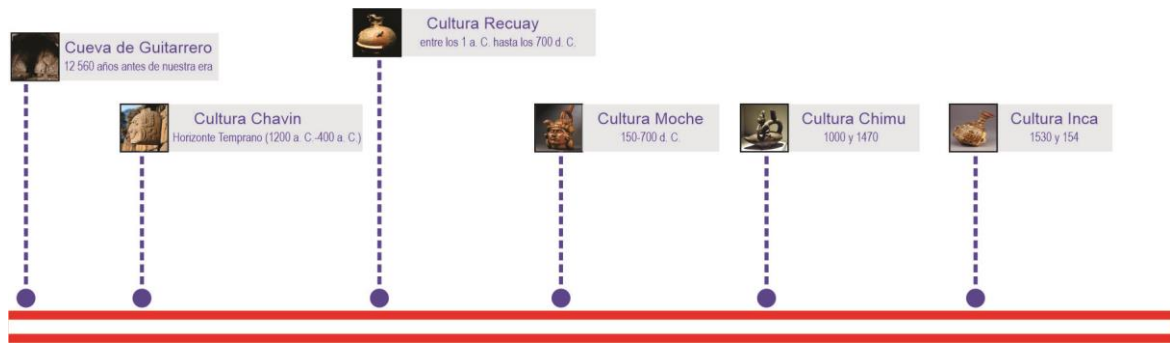 Cueva de Guitarrero
12 560 años antes de nuestra era
Cultura Chavin
Horizonte Temprano (1200 a. C.-400 a. C.)
Cultura Recuay
entre los 1 a. C. hasta los 700 d. C.
Cultura Moche
150-700 d. C.
Cultura Chimu
1000 y 1470
Cultura Inca
1530 y 154